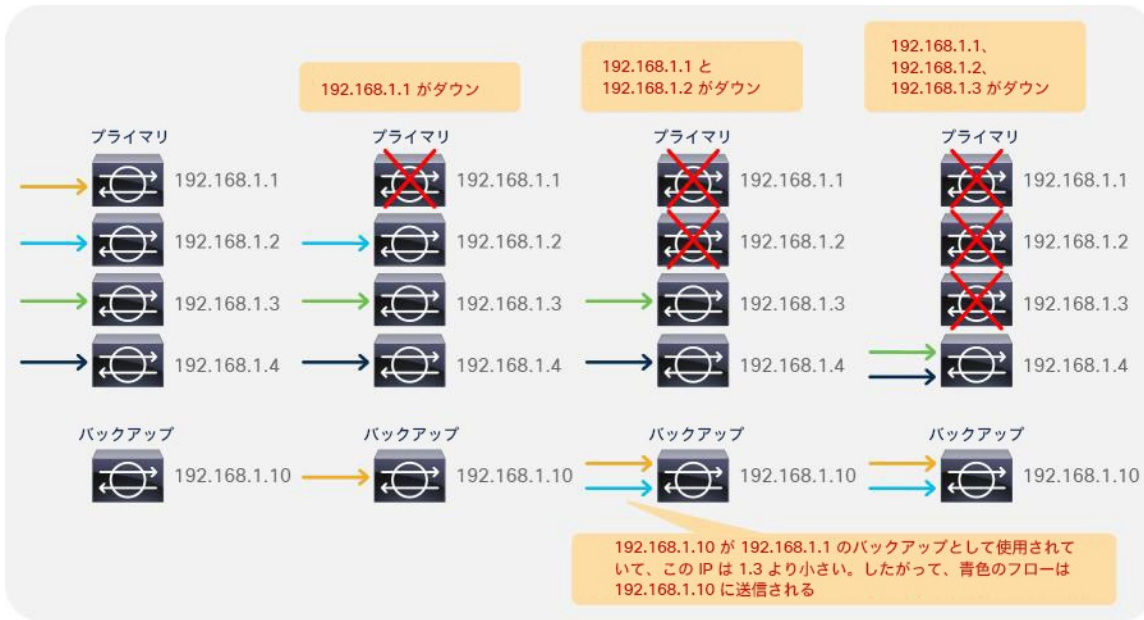 192.168.1.1 がダウン
192.168.1.1 と
192.168.1.2 がダウン
192.168.1.1、
192.168.1.2、
192.168.1.3 がダウン
プライマリ
192.168.1.1
192.168.1.2
192.168.1.3
192.168.1.4
バックアップ
192.168.1.10
プライマリ
192.168.1.1
192.168.1.2
192.168.1.3
192.168.1.4
バックアップ
192.168.1.10
プライマリ
192.168.1.1
192.168.1.2
192.168.1.3
192.168.1.4
バックアップ
192.168.1.10
プライマリ
192.168.1.1
192.168.1.2
192.168.1.3
192.168.1.4
バックアップ
192.168.1.10
192.168.1.10 が 192.168.1.1 のバックアップとして使用されて
いて、この IP は 1.3 より小さい。したがって、青色のフローは
192.168.1.10 に送信される